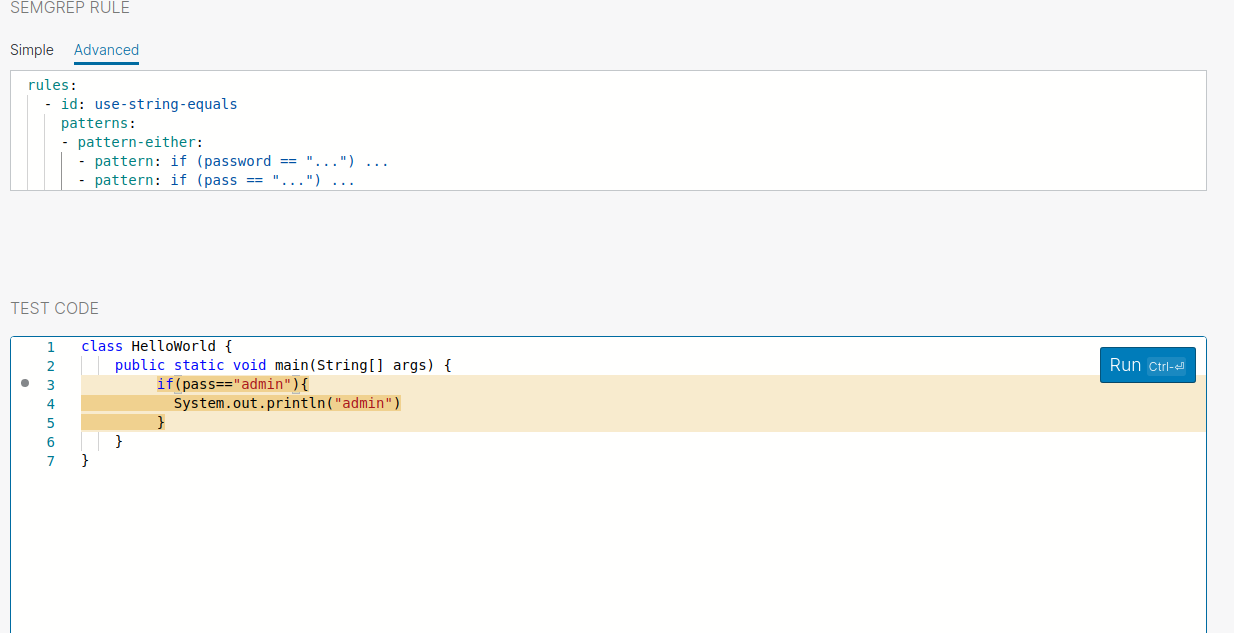 SEMGREP RULE
Simple Advanced
rules:
- id: use-string-equals
patterns:
- pattern-either:
- pattern: if (password == "...") ...
- pattern: if (pass == "...") ...
TEST CODE
1 class HelloWorld {
2 public static void main(String[] args) {
Run Ctrl-⏎
3 if(pass=="admin"){
4 System.out.println("admin")
5 }
6 }
7 }